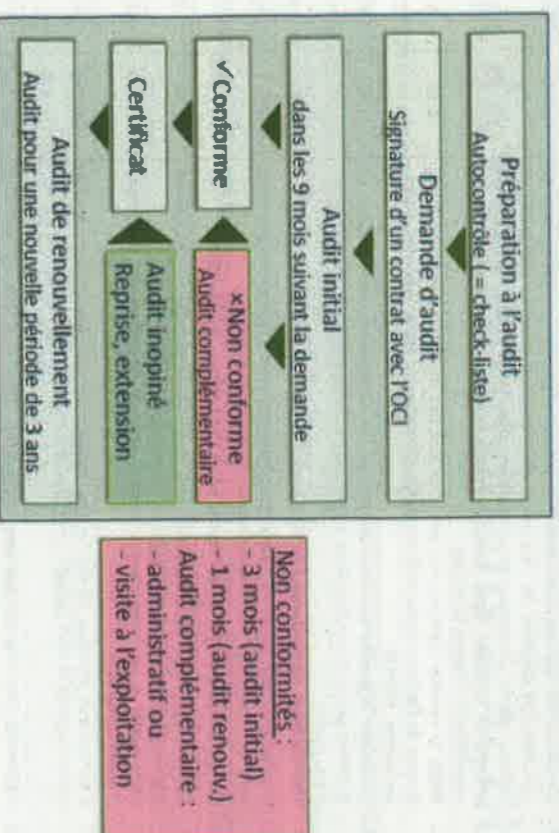 Préparation à l'audit
Autocontrôle ( = check-liste)
Demande d'audit
Signature d'un contrat avec l'OCI
Audit initial
dans les 9 mois suivant la demande
✓Conforme
×Non conforme
Audit complémentaire
Certificat
Audit inopiné
Reprise, extension
Audit de renouvellement
Audit pour une nouvelle période de 3 ans
Non conformités :
- 3 mois (audit initial)
- 1 mois (audit renouv.)
Audit complémentaire :
- administratif ou
- visite à l'exploitation